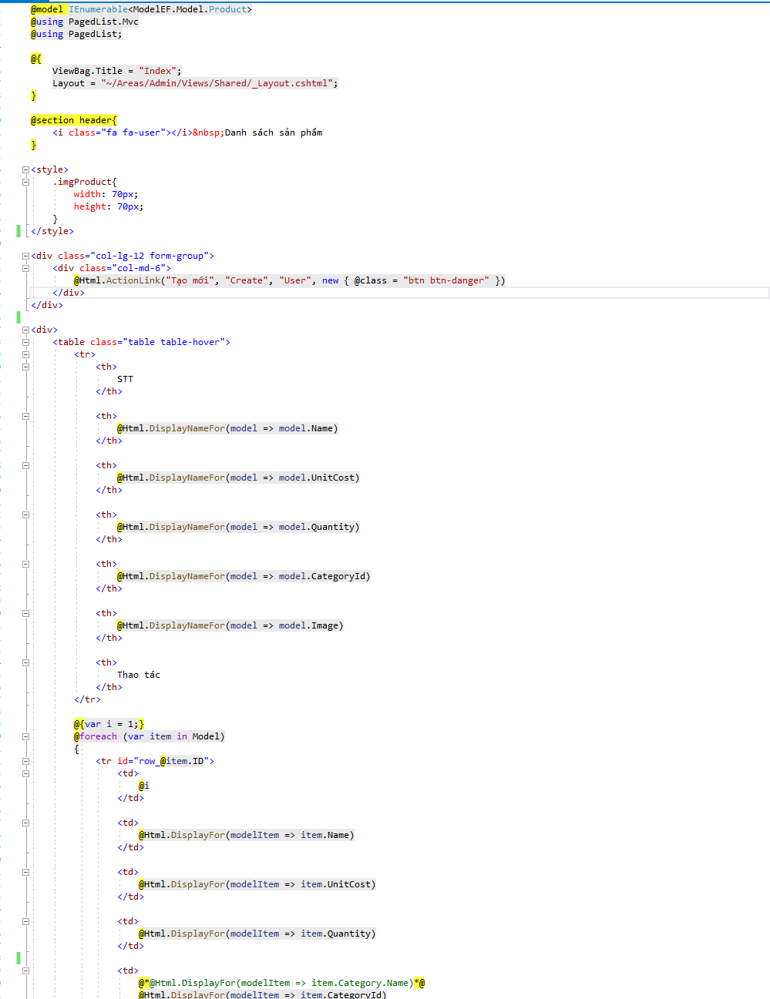 @model IEnumerable<ModelEF.Model.Product>
@using PagedList.Mvc
@using PagedList;
@{
ViewBag.Title = "Index";
Layout = "~/Areas/Admin/Views/Shared/_Layout.cshtml";
}
@section header{
<i class="fa fa-user"></i>&nbsp;Danh sách sản phẩm
}
<style>
.imgProduct{
width: 70px;
height: 70px;
}
</style>
<div class="col-lg-12 form-group">
<div class="col-md-6">
@Html.ActionLink("Tạo mới", "Create", "User", new { @class = "btn btn-danger" })
</div>
</div>
<div>
<table class="table table-hover">
<tr>
<th>
STT
</th>
<th>
@Html.DisplayNameFor(model => model.Name)
</th>
<th>
@Html.DisplayNameFor(model => model.UnitCost)
</th>
<th>
@Html.DisplayNameFor(model => model.Quantity)
</th>
<th>
@Html.DisplayNameFor(model => model.CategoryId)
</th>
<th>
@Html.DisplayNameFor(model => model.Image)
</th>
<th>
Thao tác
</th>
</tr>
@{var i = 1;}
@foreach (var item in Model)
{
<tr id="row_@item.ID">
<td>
@i
</td>
<td>
@Html.DisplayFor(modelItem => item.Name)
</td>
<td>
@Html.DisplayFor(modelItem => item.UnitCost)
</td>
<td>
@Html.DisplayFor(modelItem => item.Quantity)
</td>
<td>
@*@Html.DisplayFor(modelItem => item.Category.Name)*@
@Html.DisplayFor(modelItem => item.CategoryId)